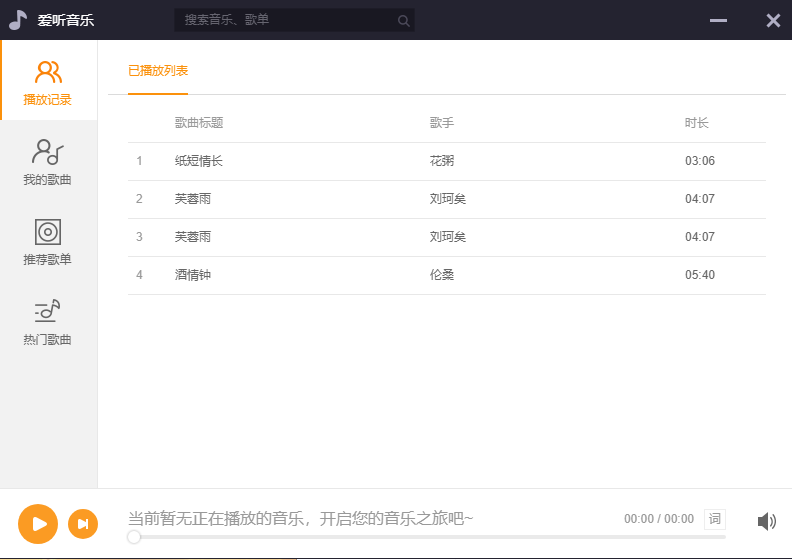 爱听音乐
搜索音乐、歌单
播放记录
我的歌曲
推荐歌单
热门歌曲
已播放列表
歌曲标题 歌手 时长
1 纸短情长 花粥 03:06
2 芙蓉雨 刘珂矣 04:07
3 芙蓉雨 刘珂矣 04:07
4 酒情钟 伦桑 05:40
当前暂无正在播放的音乐，开启您的音乐之旅吧~
00:00 / 00:00 词